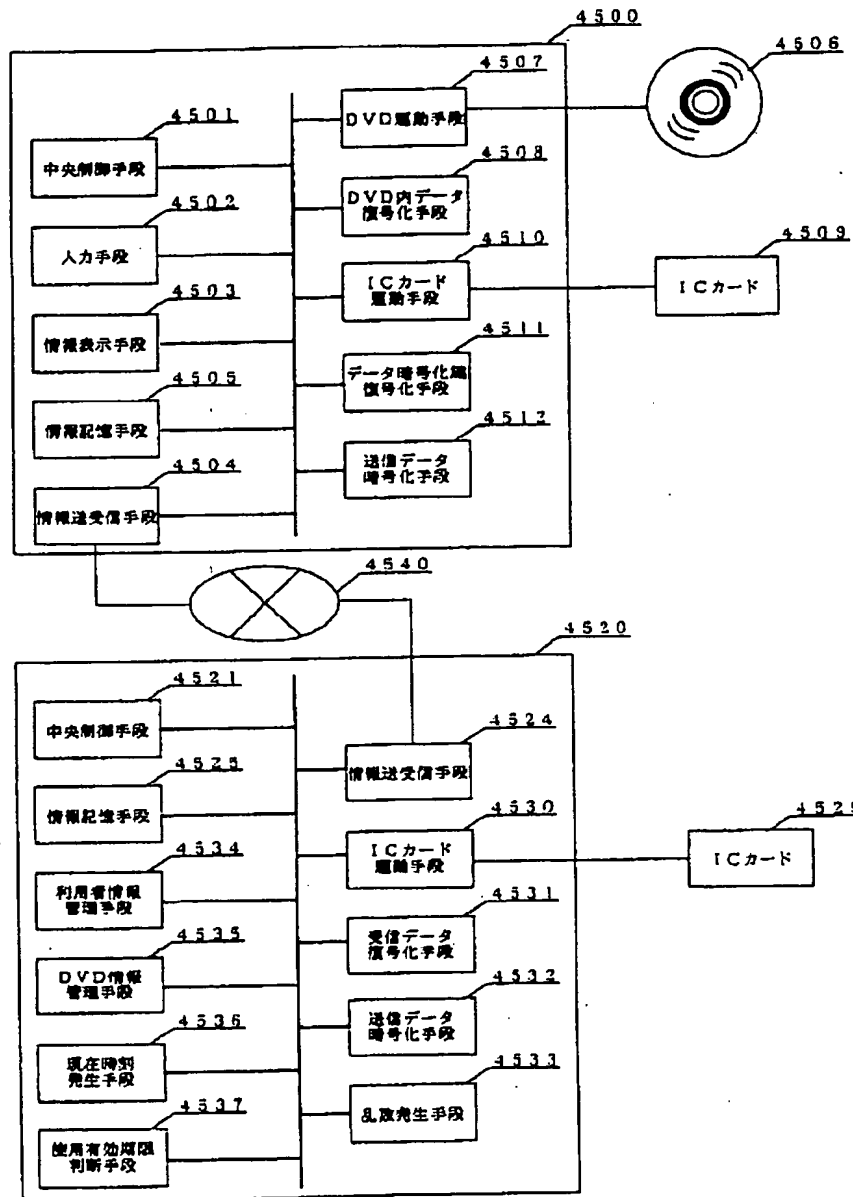 4500
4506
4507
DVD駆動手段
4501
中央制御手段
4508
DVD内データ
復号化手段
4502
入力手段
4510
ICカード
駆動手段
4509
ICカード
4503
情報表示手段
4511
データ暗号化鍵
復号化手段
4505
情報記憶手段
4512
送信データ
暗号化手段
4504
情報送受信手段
4540
4520
4521
中央制御手段
4524
情報送受信手段
4525
情報記憶手段
4530
ICカード
駆動手段
4529
ICカード
4534
利用者情報
管理手段
4531
受信データ
復号化手段
4535
DVD情報
管理手段
4532
送信データ
暗号化手段
4536
現在時刻
発生手段
4533
乱数発生手段
4537
使用有効期限
判断手段